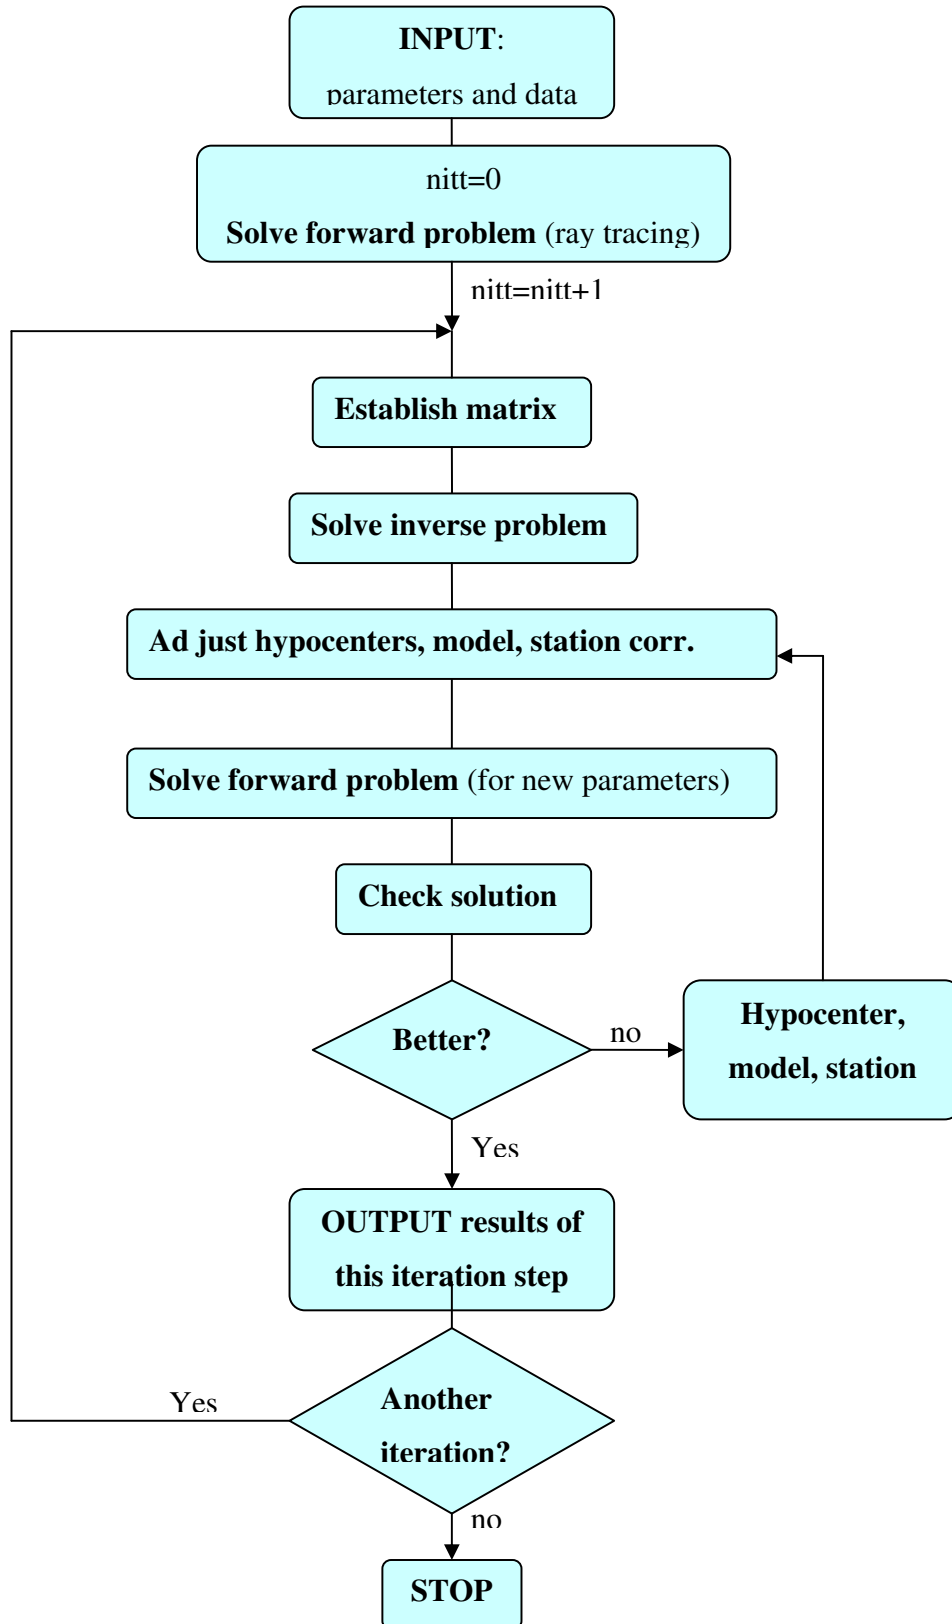 INPUT:
parameters and data
nitt=0
Solve forward problem (ray tracing)
nitt=nitt+1
Establish matrix
Solve inverse problem
Ad just hypocenters, model, station corr.
Solve forward problem (for new parameters)
Check solution
Better?
no
Hypocenter,
model, station
Yes
OUTPUT results of
this iteration step
Yes
Another
iteration?
no
STOP